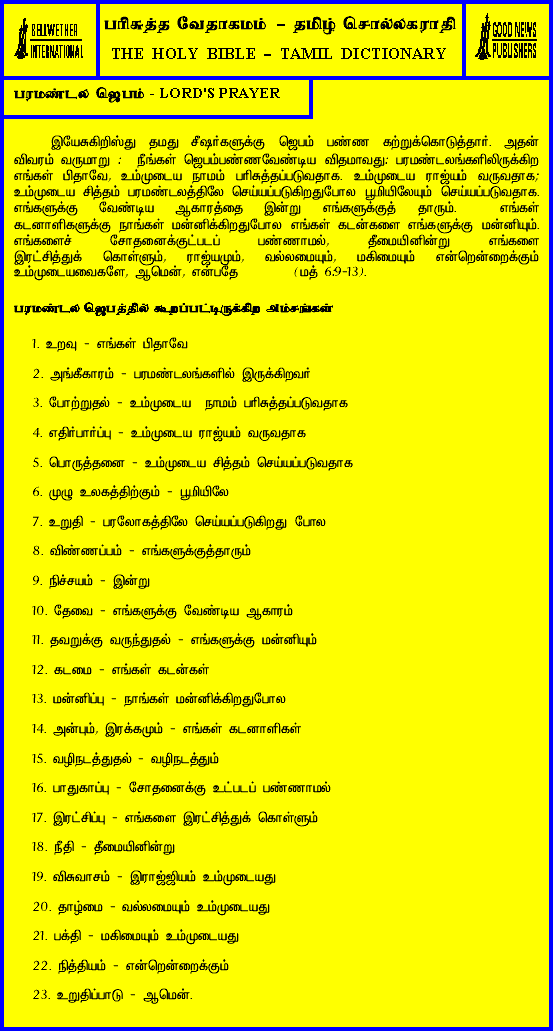 BELLWETHER
INTERNATIONAL
பரிசுத்த வேதாகமம் – தமிழ் சொல்லகராதி
THE HOLY BIBLE – TAMIL DICTIONARY
GOOD NEWS
PUBLISHERS
பரமண்டல ஜெபம் - LORD'S PRAYER
இயேசுகிறிஸ்து தமது சீஷர்களுக்கு ஜெபம் பண்ண கற்றுக்கொடுத்தார். அதன்
விவரம் வருமாறு : நீங்கள் ஜெபம்பண்ணவேண்டிய விதமாவது: பரமண்டலங்களிலிருக்கிற
எங்கள் பிதாவே, உம்முடைய நாமம் பரிசுத்தப்படுவதாக. உம்முடைய ராஜ்யம் வருவதாக;
உம்முடைய சித்தம் பரமண்டலத்திலே செய்யப்படுகிறதுபோல பூமியிலேயும் செய்யப்படுவதாக.
எங்களுக்கு வேண்டிய ஆகாரத்தை இன்று எங்களுக்குத் தாரும். எங்கள்
கடனாளிகளுக்கு நாங்கள் மன்னிக்கிறதுபோல எங்கள் கடன்களை எங்களுக்கு மன்னியும்.
எங்களைச் சோதனைக்குட்படப் பண்ணாமல், தீமையினின்று எங்களை
இரட்சித்துக் கொள்ளும், ராஜ்யமும், வல்லமையும், மகிமையும் என்றென்றைக்கும்
உம்முடையவைகளே, ஆமென், என்பதே (மத் 6:9-13).
பரமண்டல ஜெபத்தில் கூறப்பட்டிருக்கிற அம்சங்கள்
1. உறவு - எங்கள் பிதாவே
2. அங்கீகாரம் - பரமண்டலங்களில் இருக்கிறவர்
3. போற்றுதல் - உம்முடைய நாமம் பரிசுத்தப்படுவதாக
4. எதிர்பார்ப்பு - உம்முடைய ராஜ்யம் வருவதாக
5. பொருத்தனை - உம்முடைய சித்தம் செய்யப்படுவதாக
6. முழு உலகத்திற்கும் - பூமியிலே
7. உறுதி - பரலோகத்திலே செய்யப்படுகிறது போல
8. விண்ணப்பம் - எங்களுக்குத்தாரும்
9. நிச்சயம் - இன்று
10. தேவை - எங்களுக்கு வேண்டிய ஆகாரம்
11. தவறுக்கு வருந்துதல் - எங்களுக்கு மன்னியும்
12. கடமை - எங்கள் கடன்கள்
13. மன்னிப்பு - நாங்கள் மன்னிக்கிறதுபோல
14. அன்பும், இரக்கமும் - எங்கள் கடனாளிகள்
15. வழிநடத்துதல் - வழிநடத்தும்
16. பாதுகாப்பு - சோதனைக்கு உட்படப் பண்ணாமல்
17. இரட்சிப்பு - எங்களை இரட்சித்துக் கொள்ளும்
18. நீதி - தீமையினின்று
19. விசுவாசம் - இராஜ்ஜியம் உம்முடையது
20. தாழ்மை - வல்லமையும் உம்முடையது
21. பக்தி - மகிமையும் உம்முடையது
22. நித்தியம் - என்றென்றைக்கும்
23. உறுதிப்பாடு - ஆமென்.